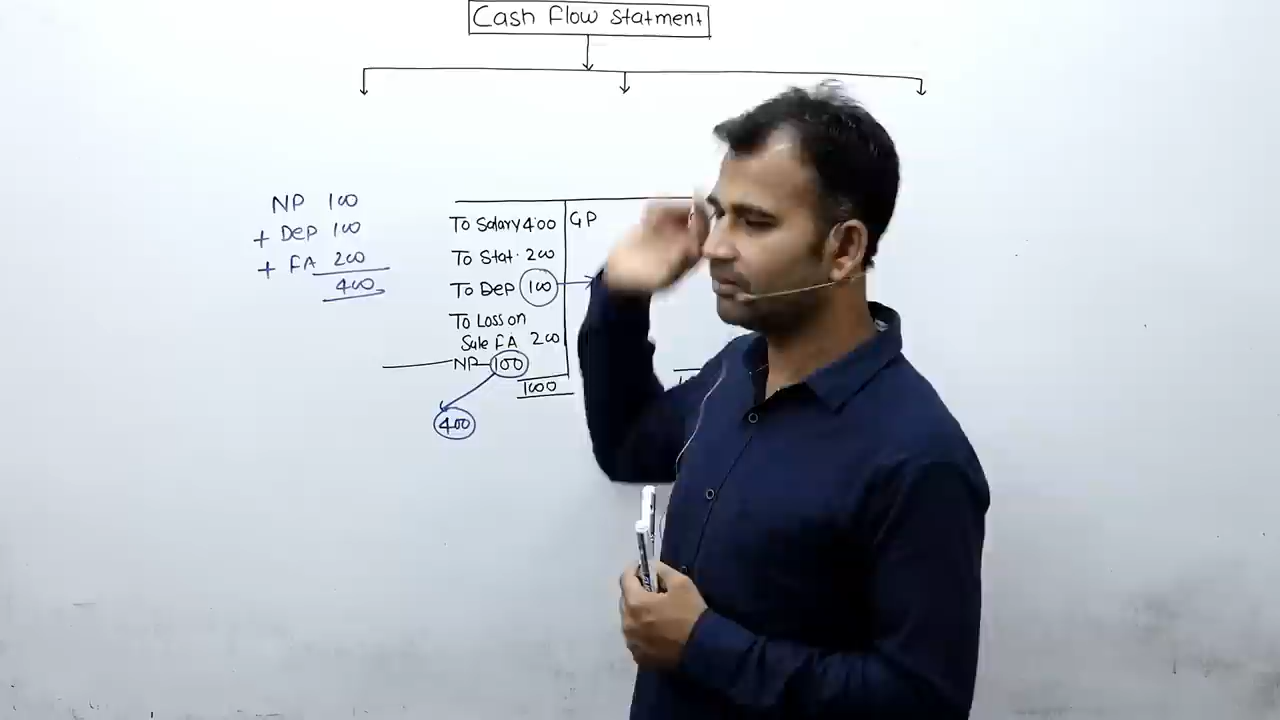 Cash Flow Statment
NP 100
+ Dep 100
+ FA 200
400
To Salary 400 GP
To Stat. 200
To Dep 100
To Loss on
Sale FA 200
NP 100
1000
400